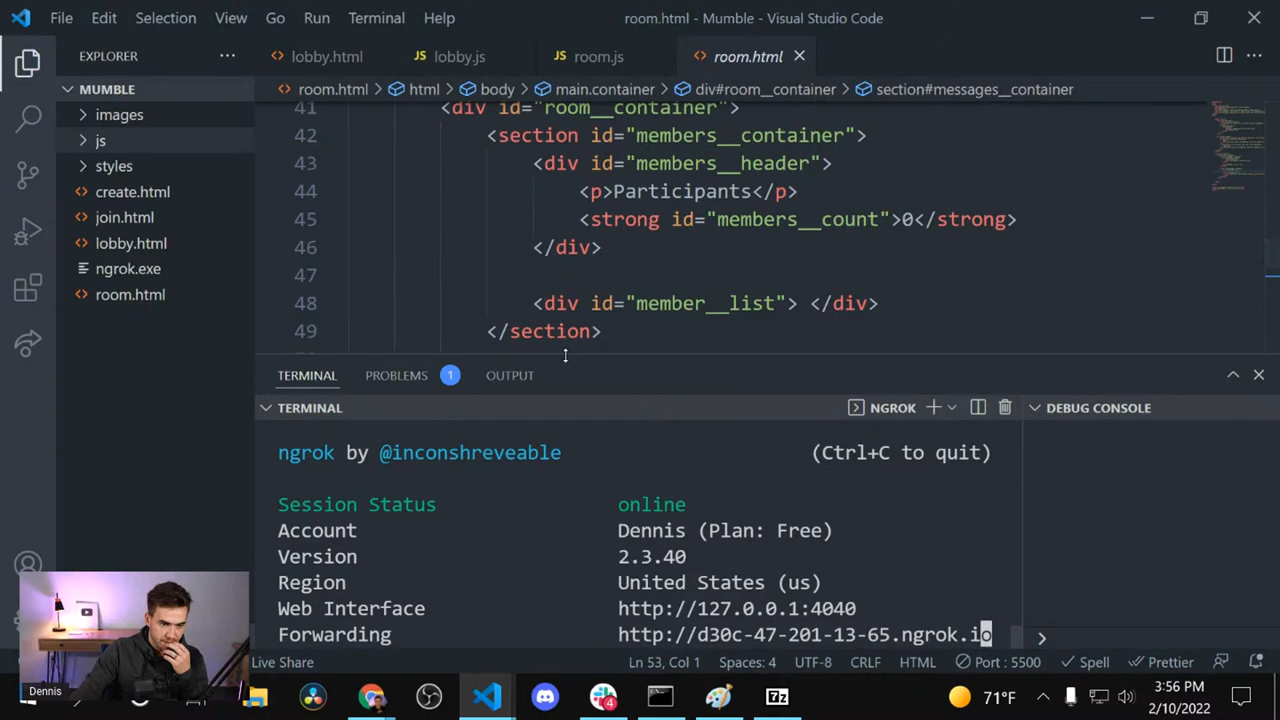 File Edit Selection View Go Run Terminal Help room.html - Mumble - Visual Studio Code
EXPLORER ···
lobby.html JS lobby.js JS room.js room.html
MUMBLE
images
js
styles
create.html
join.html
lobby.html
ngrok.exe
room.html
room.html > html > body > main.container > div#room__container > section#messages__container
41 <div id="room__container">
42 <section id="members__container">
43 <div id="members__header">
44 <p>Participants</p>
45 <strong id="members__count">0</strong>
46 </div>
47
48 <div id="member__list"> </div>
49 </section>
TERMINAL PROBLEMS 1 OUTPUT
TERMINAL NGROK DEBUG CONSOLE
ngrok by @inconshreveable (Ctrl+C to quit)
Session Status online
Account Dennis (Plan: Free)
Version 2.3.40
Region United States (us)
Web Interface http://127.0.0.1:4040
Forwarding http://d30c-47-201-13-65.ngrok.io
Live Share Ln 53, Col 1 Spaces: 4 UTF-8 CRLF HTML Port : 5500 Spell Prettier
Dennis
4
7z
71°F
3:56 PM
2/10/2022